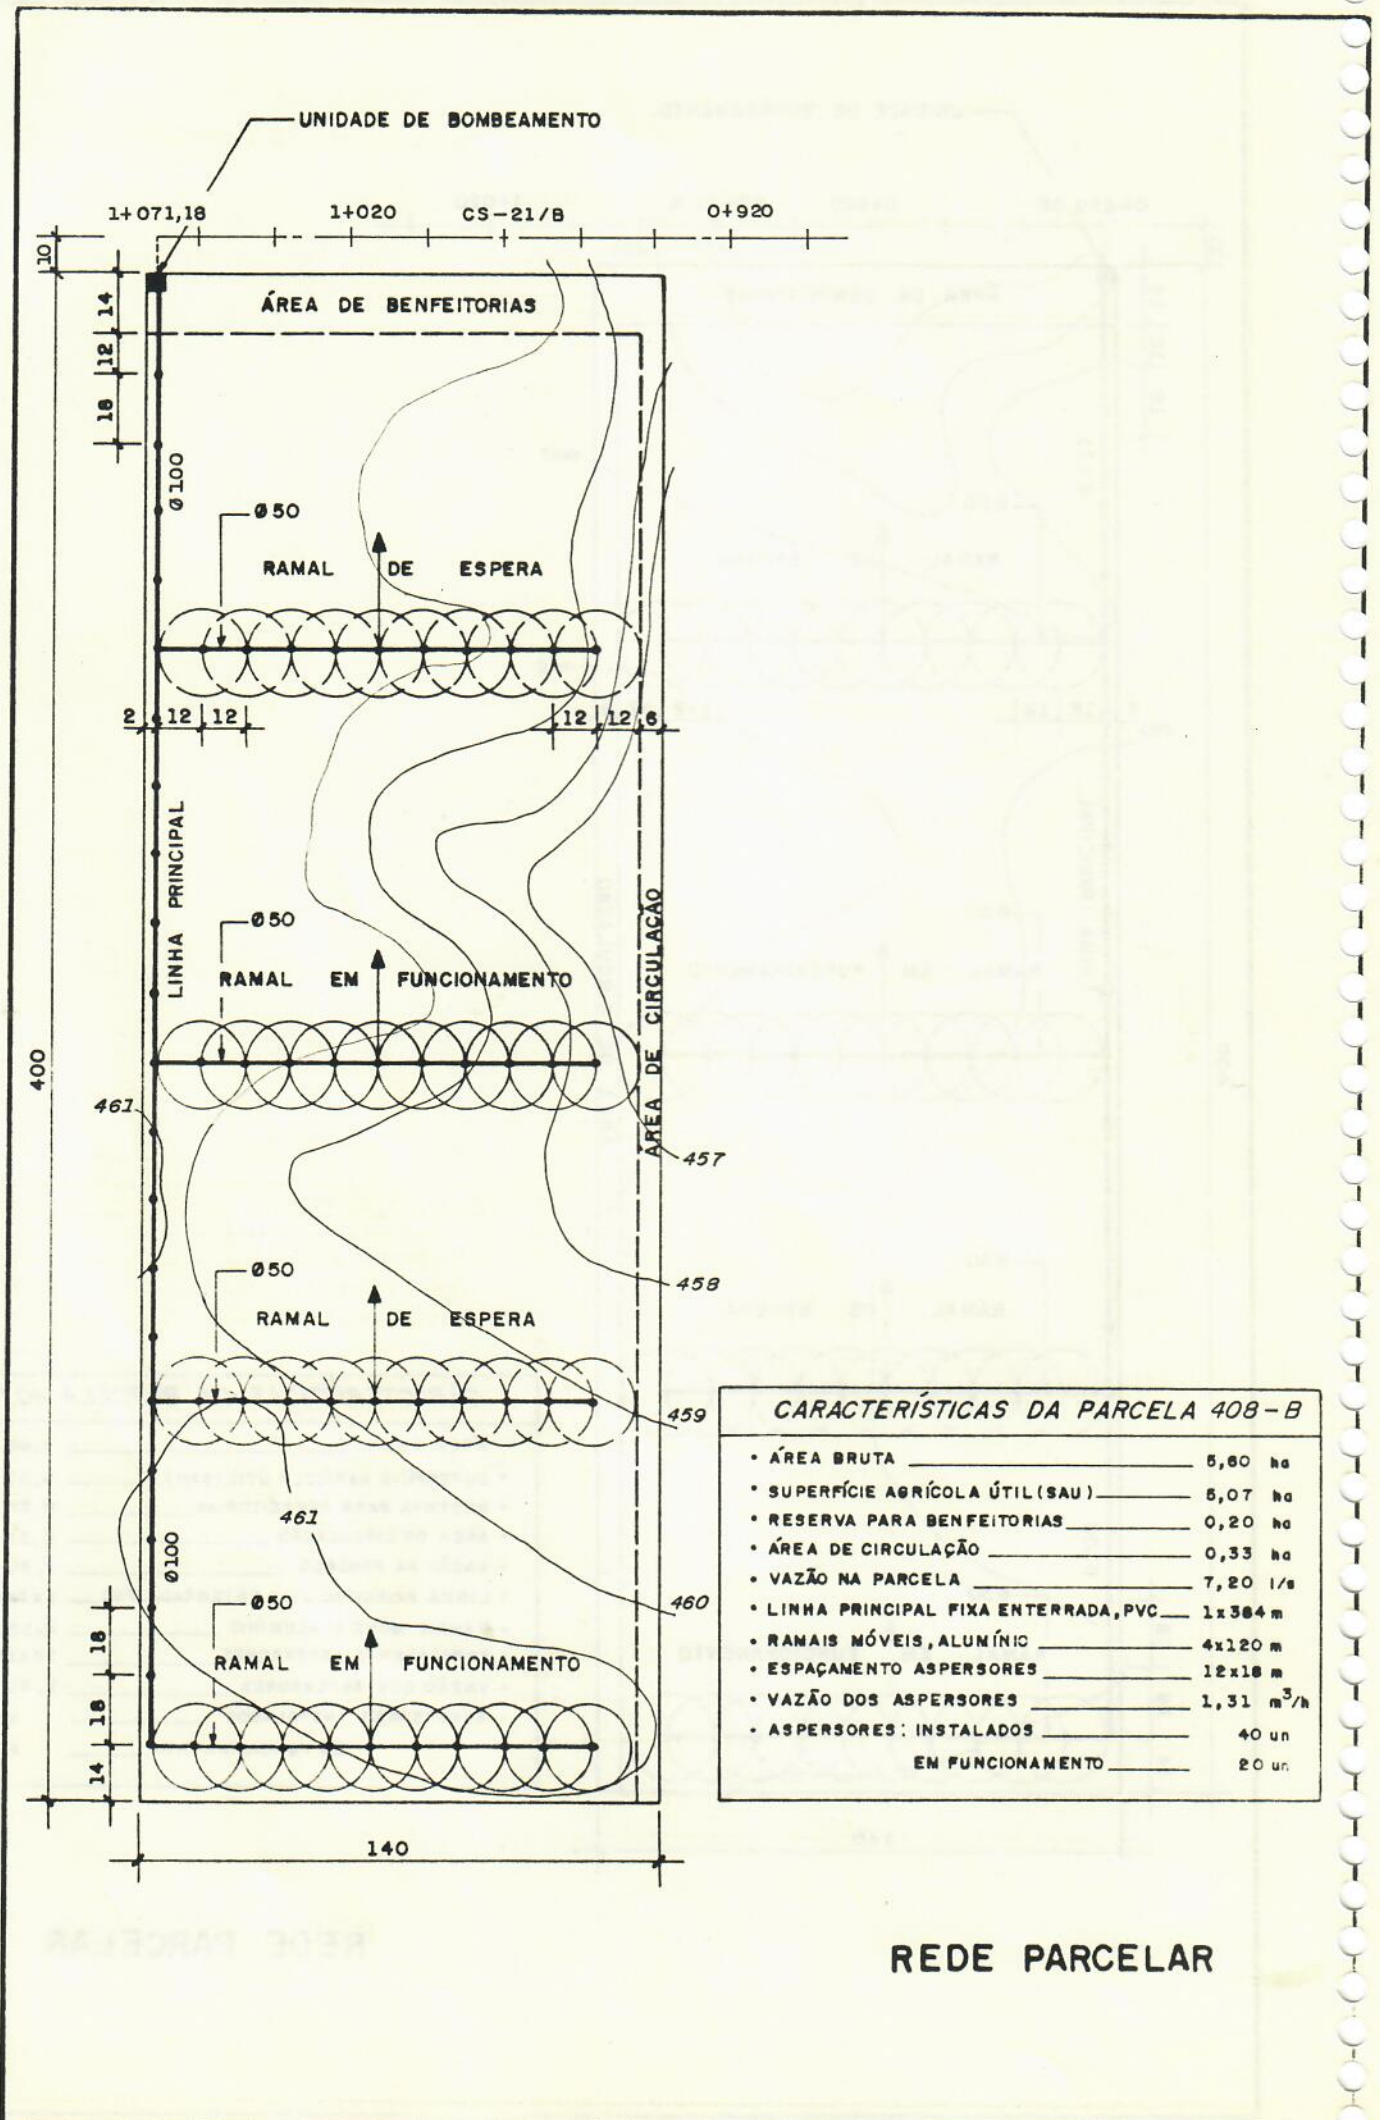 UNIDADE DE BOMBEAMENTO
1+071,18 1+020 CS-21/B 0+920
10
14
ÁREA DE BENFEITORIAS
12
18
Ø100
Ø50
RAMAL DE ESPERA
2 12 12 12 12 6
LINHA PRINCIPAL
Ø50
RAMAL EM FUNCIONAMENTO
ÁREA DE CIRCULAÇÃO
400
461
457
Ø50
458
RAMAL DE ESPERA
459
461
Ø100
460
Ø50
18
RAMAL EM FUNCIONAMENTO
18
14
140
CARACTERÍSTICAS DA PARCELA 408-B
• ÁREA BRUTA 5,60 ha
• SUPERFÍCIE AGRÍCOLA ÚTIL (SAU) 5,07 ha
• RESERVA PARA BENFEITORIAS 0,20 ha
• ÁREA DE CIRCULAÇÃO 0,33 ha
• VAZÃO NA PARCELA 7,20 l/s
• LINHA PRINCIPAL FIXA ENTERRADA, PVC 1x384 m
• RAMAIS MÓVEIS, ALUMÍNIO 4x120 m
• ESPAÇAMENTO ASPERSORES 12x18 m
• VAZÃO DOS ASPERSORES 1,31 m³/h
• ASPERSORES: INSTALADOS 40 un
EM FUNCIONAMENTO 20 un
REDE PARCELAR